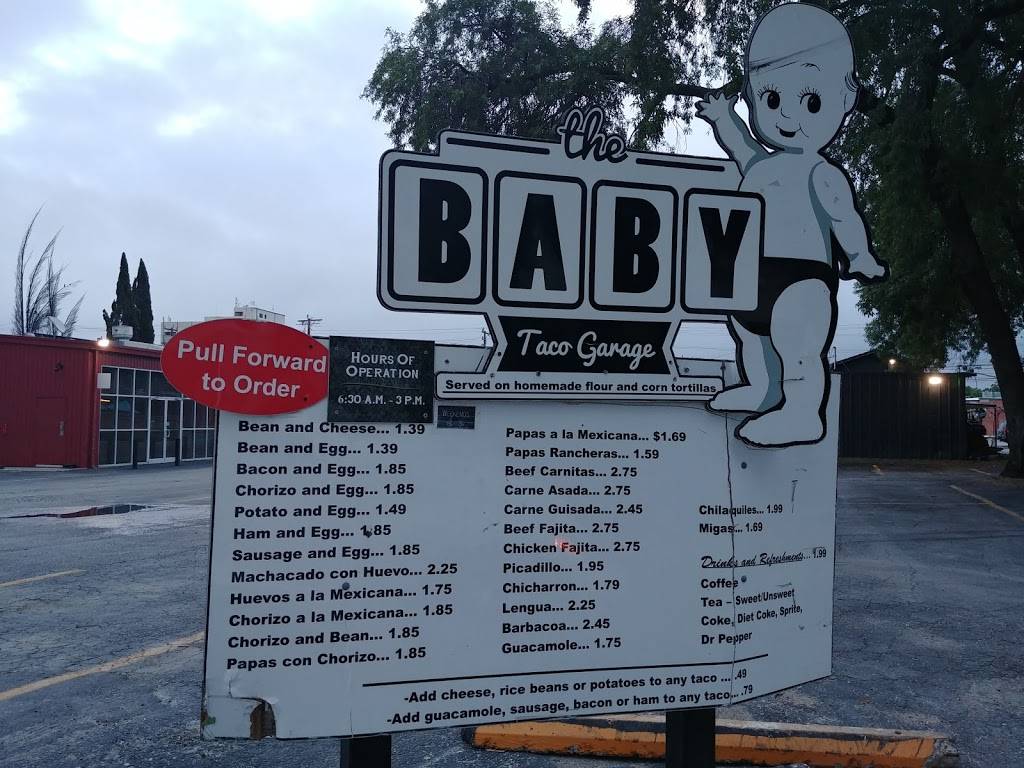 the
BABY
Taco Garage
Served on homemade flour and corn tortillas
Pull Forward
to Order
HOURS OF
OPERATION
6:30 A.M. - 3 P.M.
Bean and Cheese... 1.39
Bean and Egg... 1.39
Bacon and Egg... 1.85
Chorizo and Egg... 1.85
Potato and Egg... 1.49
Ham and Egg... 1.85
Sausage and Egg... 1.85
Machacado con Huevo... 2.25
Huevos a la Mexicana... 1.75
Chorizo a la Mexicana... 1.85
Chorizo and Bean... 1.85
Papas con Chorizo... 1.85
Papas a la Mexicana... $1.69
Papas Rancheras... 1.59
Beef Carnitas... 2.75
Carne Asada... 2.75
Carne Guisada... 2.45
Beef Fajita... 2.75
Chicken Fajita... 2.75
Picadillo... 1.95
Chicharron... 1.79
Lengua... 2.25
Barbacoa... 2.45
Guacamole... 1.75
Chilaquiles... 1.99
Migas... 1.69
Drinks and Refreshments... 1.99
Coffee
Tea – Sweet/Unsweet
Coke, Diet Coke, Sprite,
Dr Pepper
-Add cheese, rice beans or potatoes to any taco ... .49
-Add guacamole, sausage, bacon or ham to any taco... .79